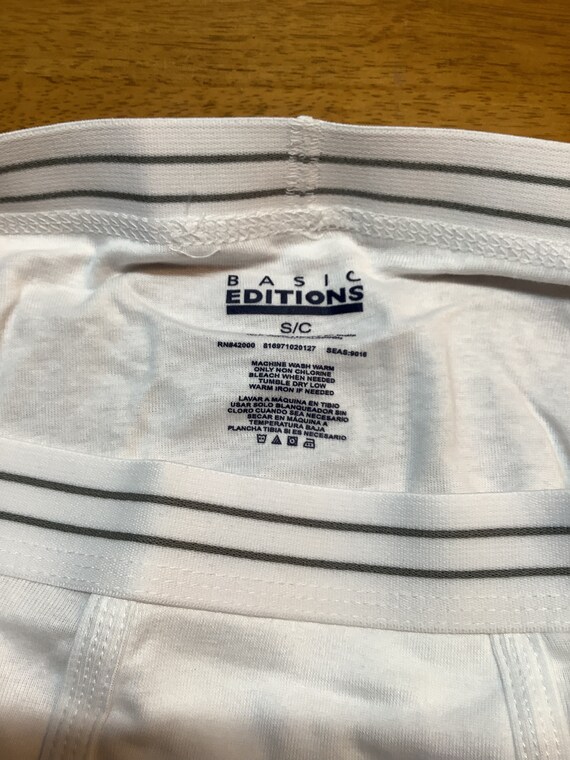 BASIC
EDITIONS
S/C
RN842000 816971020127 SEAS:9018
MACHINE WASH WARM
ONLY NON CHLORINE
BLEACH WHEN NEEDED
TUMBLE DRY LOW
WARM IRON IF NEEDED
LAVAR A MÁQUINA EN TIBIO
USAR SOLO BLANQUEADOR SIN
CLORO CUANDO SEA NECESARIO
SECAR EN MÁQUINA A
TEMPERATURA BAJA
PLANCHA TIBIA SI ES NECESARIO